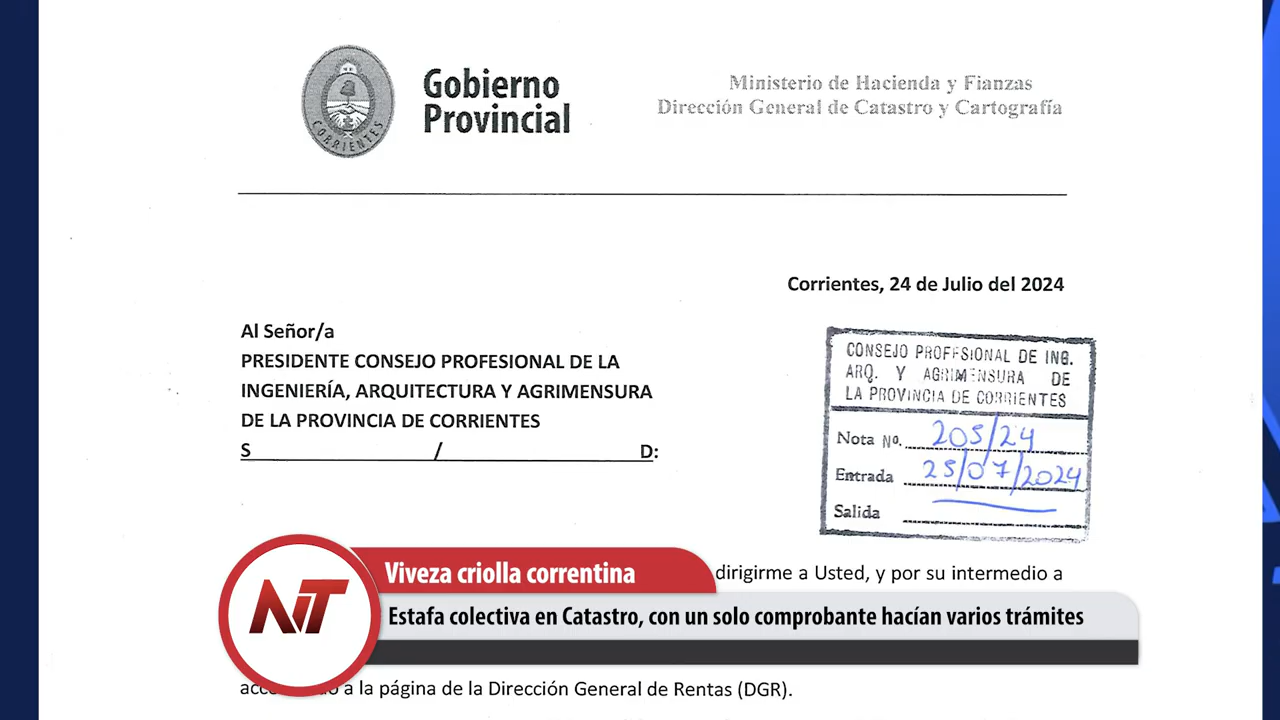 Gobierno
Provincial
CORRIENTES
Ministerio de Hacienda y Fianzas
Dirección General de Catastro y Cartografía
Corrientes, 24 de Julio del 2024
Al Señor/a
PRESIDENTE CONSEJO PROFESIONAL DE LA
INGENIERÍA, ARQUITECTURA Y AGRIMENSURA
DE LA PROVINCIA DE CORRIENTES
S / D:
CONSEJO PROFESIONAL DE ING.
ARQ. Y AGRIMENSURA DE
LA PROVINCIA DE CORRIENTES
Nota Nº. 205/24
Entrada 25/07/2024
Salida
dirigirme a Usted, y por su intermedio a
NT
Viveza criolla correntina
Estafa colectiva en Catastro, con un solo comprobante hacían varios trámites
a la página de la Dirección General de Rentas (DGR).